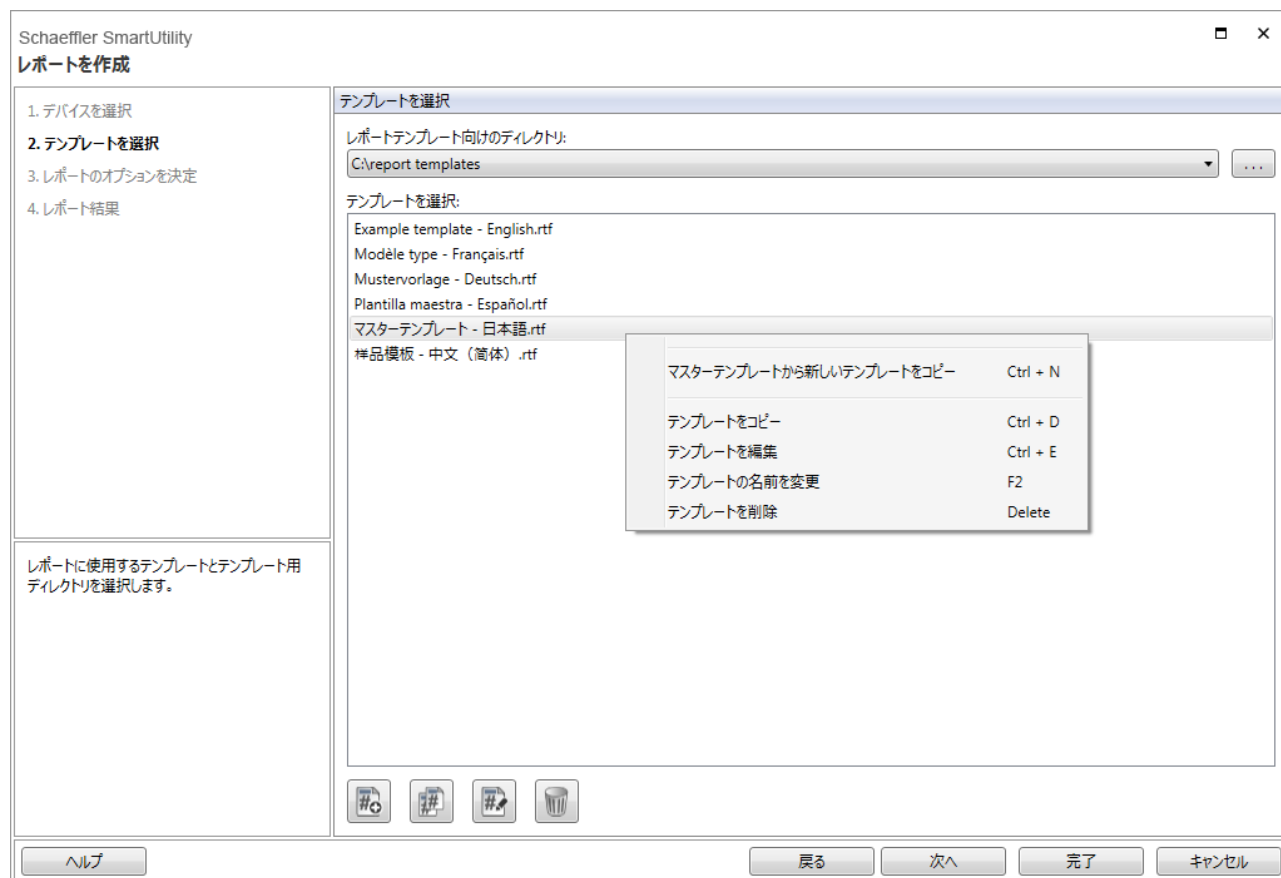 Schaeffler SmartUtility
レポートを作成
1. デバイスを選択
2. テンプレートを選択
3. レポートのオプションを決定
4. レポート結果
レポートに使用するテンプレートとテンプレート用
ディレクトリを選択します。
テンプレートを選択
レポートテンプレート向けのディレクトリ:
C:\report templates
...
テンプレートを選択:
Example template - English.rtf
Modèle type - Français.rtf
Mustervorlage - Deutsch.rtf
Plantilla maestra - Español.rtf
マスターテンプレート - 日本語.rtf
样品模板 - 中文（简体）.rtf
マスターテンプレートから新しいテンプレートをコピー Ctrl + N
テンプレートをコピー Ctrl + D
テンプレートを編集 Ctrl + E
テンプレートの名前を変更 F2
テンプレートを削除 Delete
ヘルプ 戻る 次へ 完了 キャンセル